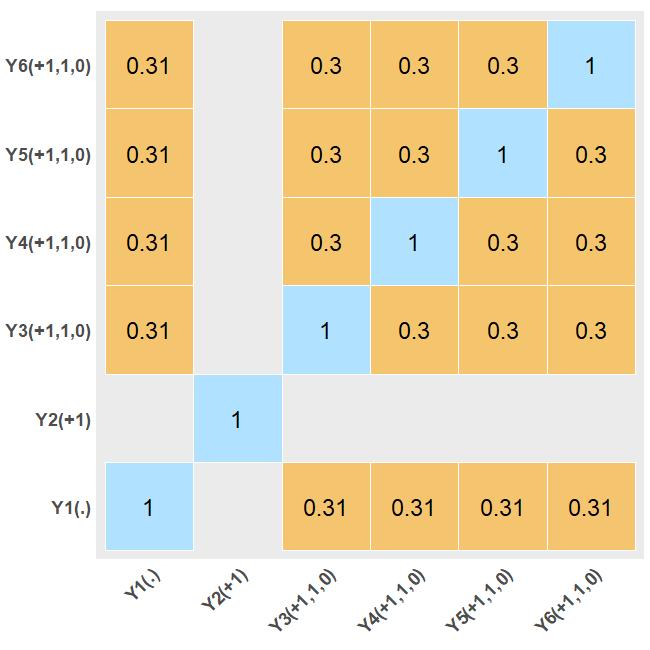 Y6(+1,1,0) 0.31 0.3 0.3 0.3 1
Y5(+1,1,0) 0.31 0.3 0.3 1 0.3
Y4(+1,1,0) 0.31 0.3 1 0.3 0.3
Y3(+1,1,0) 0.31 1 0.3 0.3 0.3
Y2(+1) 1
Y1(.) 1 0.31 0.31 0.31 0.31
Y1(.) Y2(+1) Y3(+1,1,0) Y4(+1,1,0) Y5(+1,1,0) Y6(+1,1,0)